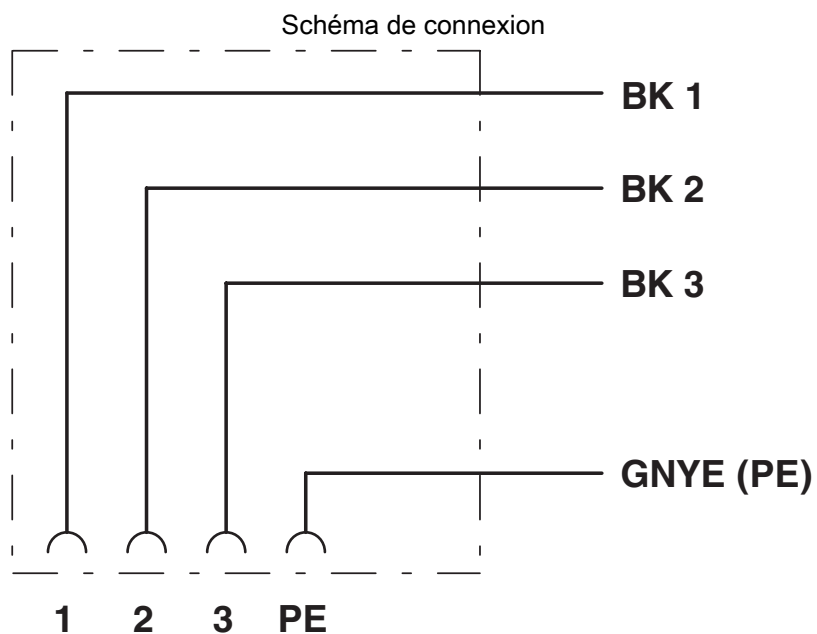 Schéma de connexion
BK 1
BK 2
BK 3
GNYE (PE)
1 2 3 PE